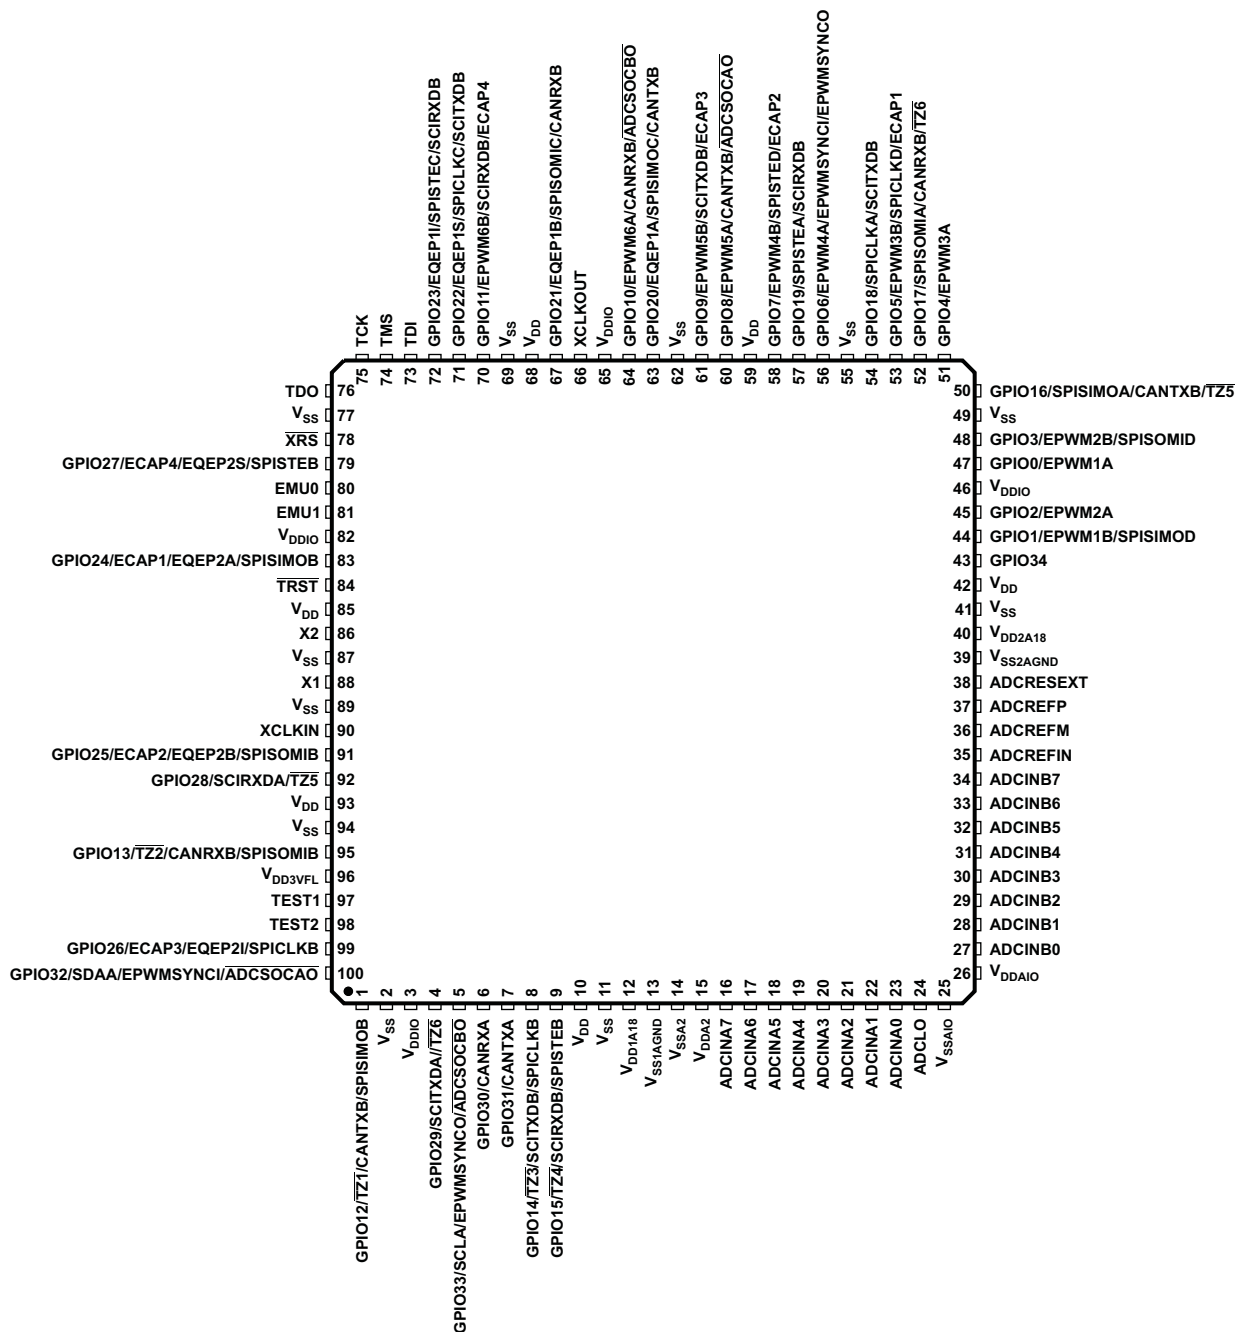 TCK
TMS
TDI
GPIO23/EQEP1I/SPISTEC/SCIRXDB
GPIO22/EQEP1S/SPICLKC/SCITXDB
GPIO11/EPWM6B/SCIRXDB/ECAP4
VSS
VDD
GPIO21/EQEP1B/SPISOMIC/CANRXB
XCLKOUT
VDDIO
GPIO10/EPWM6A/CANRXB/ADCSOCBO
GPIO20/EQEP1A/SPISIMOC/CANTXB
VSS
GPIO9/EPWM5B/SCITXDB/ECAP3
GPIO8/EPWM5A/CANTXB/ADCSOCAO
VDD
GPIO7/EPWM4B/SPISTED/ECAP2
GPIO19/SPISTEA/SCIRXDB
GPIO6/EPWM4A/EPWMSYNCI/EPWMSYNCO
VSS
GPIO18/SPICLKA/SCITXDB
GPIO5/EPWM3B/SPICLKD/ECAP1
GPIO17/SPISOMIA/CANRXB/TZ6
GPIO4/EPWM3A
75 74 73 72 71 70 69 68 67 66 65 64 63 62 61 60 59 58 57 56 55 54 53 52 51
TDO 76
VSS 77
XRS 78
GPIO27/ECAP4/EQEP2S/SPISTEB 79
EMU0 80
EMU1 81
VDDIO 82
GPIO24/ECAP1/EQEP2A/SPISIMOB 83
TRST 84
VDD 85
X2 86
VSS 87
X1 88
VSS 89
XCLKIN 90
GPIO25/ECAP2/EQEP2B/SPISOMIB 91
GPIO28/SCIRXDA/TZ5 92
VDD 93
VSS 94
GPIO13/TZ2/CANRXB/SPISOMIB 95
VDD3VFL 96
TEST1 97
TEST2 98
GPIO26/ECAP3/EQEP2I/SPICLKB 99
GPIO32/SDAA/EPWMSYNCI/ADCSOCAO 100
50 GPIO16/SPISIMOA/CANTXB/TZ5
49 VSS
48 GPIO3/EPWM2B/SPISOMID
47 GPIO0/EPWM1A
46 VDDIO
45 GPIO2/EPWM2A
44 GPIO1/EPWM1B/SPISIMOD
43 GPIO34
42 VDD
41 VSS
40 VDD2A18
39 VSS2AGND
38 ADCRESEXT
37 ADCREFP
36 ADCREFM
35 ADCREFIN
34 ADCINB7
33 ADCINB6
32 ADCINB5
31 ADCINB4
30 ADCINB3
29 ADCINB2
28 ADCINB1
27 ADCINB0
26 VDDAIO
1 2 3 4 5 6 7 8 9 10 11 12 13 14 15 16 17 18 19 20 21 22 23 24 25
GPIO12/TZ1/CANTXB/SPISIMOB
VSS
VDDIO
GPIO29/SCITXDA//TZ6
GPIO33/SCLA/EPWMSYNCO/ADCSOCBO
GPIO30/CANRXA
GPIO31/CANTXA
GPIO14/TZ3/SCITXDB/SPICLKB
GPIO15/TZ4/SCIRXDB/SPISTEB
VDD
VSS
VDD1A18
VSS1AGND
VSSA2
VDDA2
ADCINA7
ADCINA6
ADCINA5
ADCINA4
ADCINA3
ADCINA2
ADCINA1
ADCINA0
ADCLO
VSSAIO